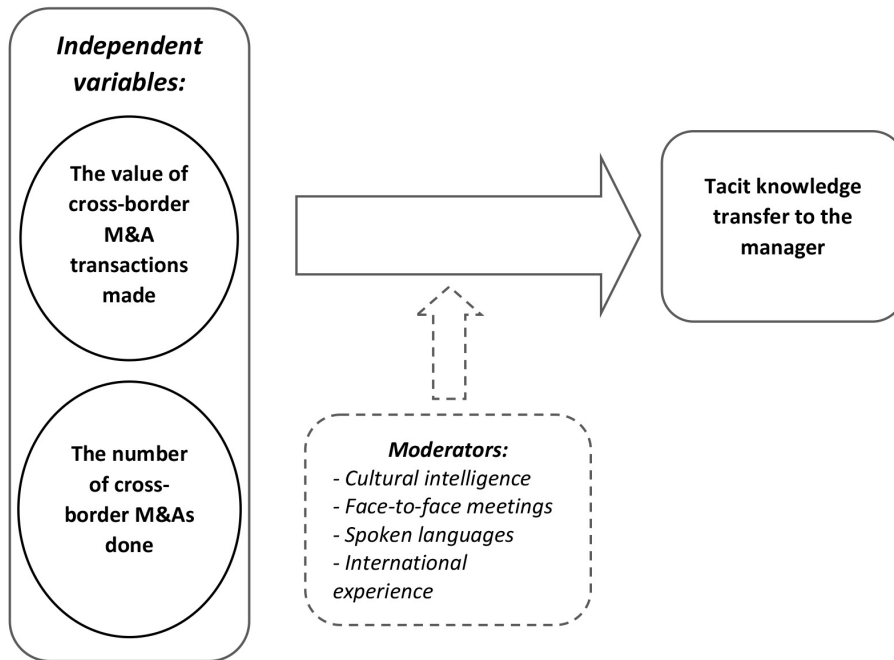 Independent
variables:
The value of
cross-border
M&A
transactions
made
The number
of cross-
border M&As
done
Moderators:
- Cultural intelligence
- Face-to-face meetings
- Spoken languages
- International
experience
Tacit knowledge
transfer to the
manager